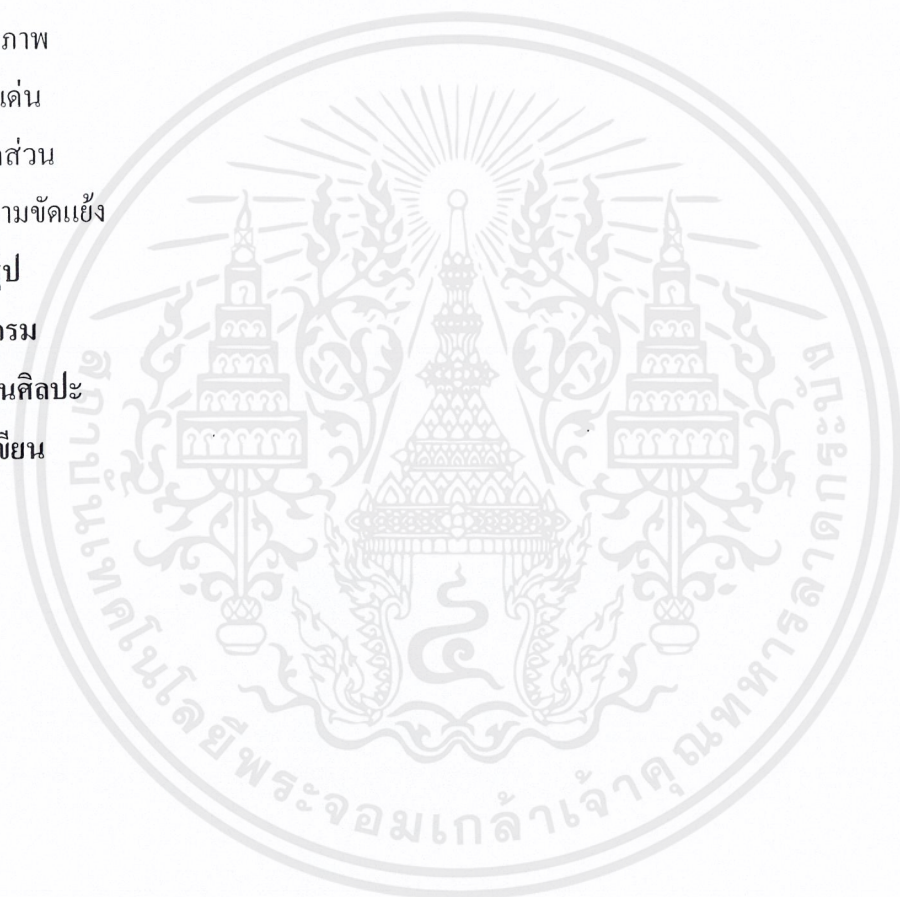 ภาพ
เด่น
ส่วน
ามขัดแย้ง
รูป
กรม
นศิลปะ
เขียน
สถาบันเทคโนโลยีพระจอมเกล้าเจ้าคุณทหารลาดกระบัง
๔